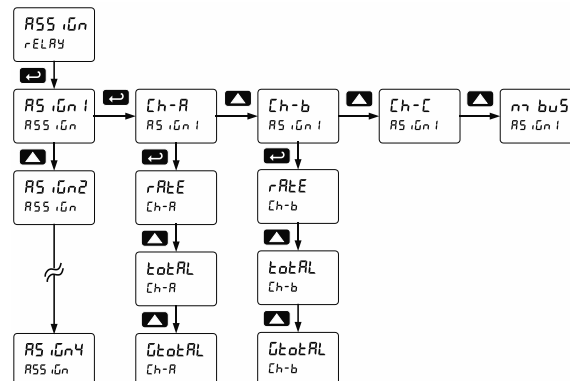 ASSiGn
rELAY
ASiGn1
ASSiGn
Ch-A
ASiGn1
Ch-b
ASiGn1
Ch-C
ASiGn1
m buS
ASiGn1
ASiGn2
ASSiGn
rAtE
Ch-A
rAtE
Ch-b
totAL
Ch-A
totAL
Ch-b
ASiGn4
ASSiGn
GtotAL
Ch-A
GtotAL
Ch-b